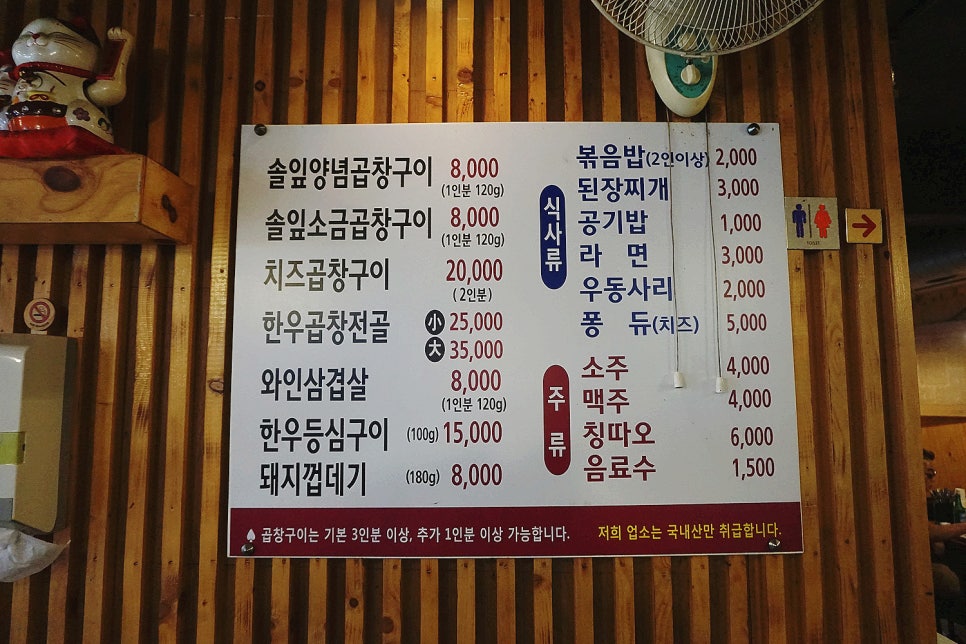 솔잎양념곱창구이 8,000
(1인분 120g)
솔잎소금곱창구이 8,000
(1인분 120g)
치즈곱창구이 20,000
(2인분)
한우곱창전골 小 25,000
大 35,000
와인삼겹살 8,000
(1인분 120g)
한우등심구이 (100g) 15,000
돼지껍데기 (180g) 8,000
식사류
볶음밥(2인이상) 2,000
된장찌개 3,000
공기밥 1,000
라 면 3,000
우동사리 2,000
퐁 듀(치즈) 5,000
주류
소주 4,000
맥주 4,000
칭따오 6,000
음료수 1,500
♠ 곱창구이는 기본 3인분 이상, 추가 1인분 이상 가능합니다.
저희 업소는 국내산만 취급합니다.